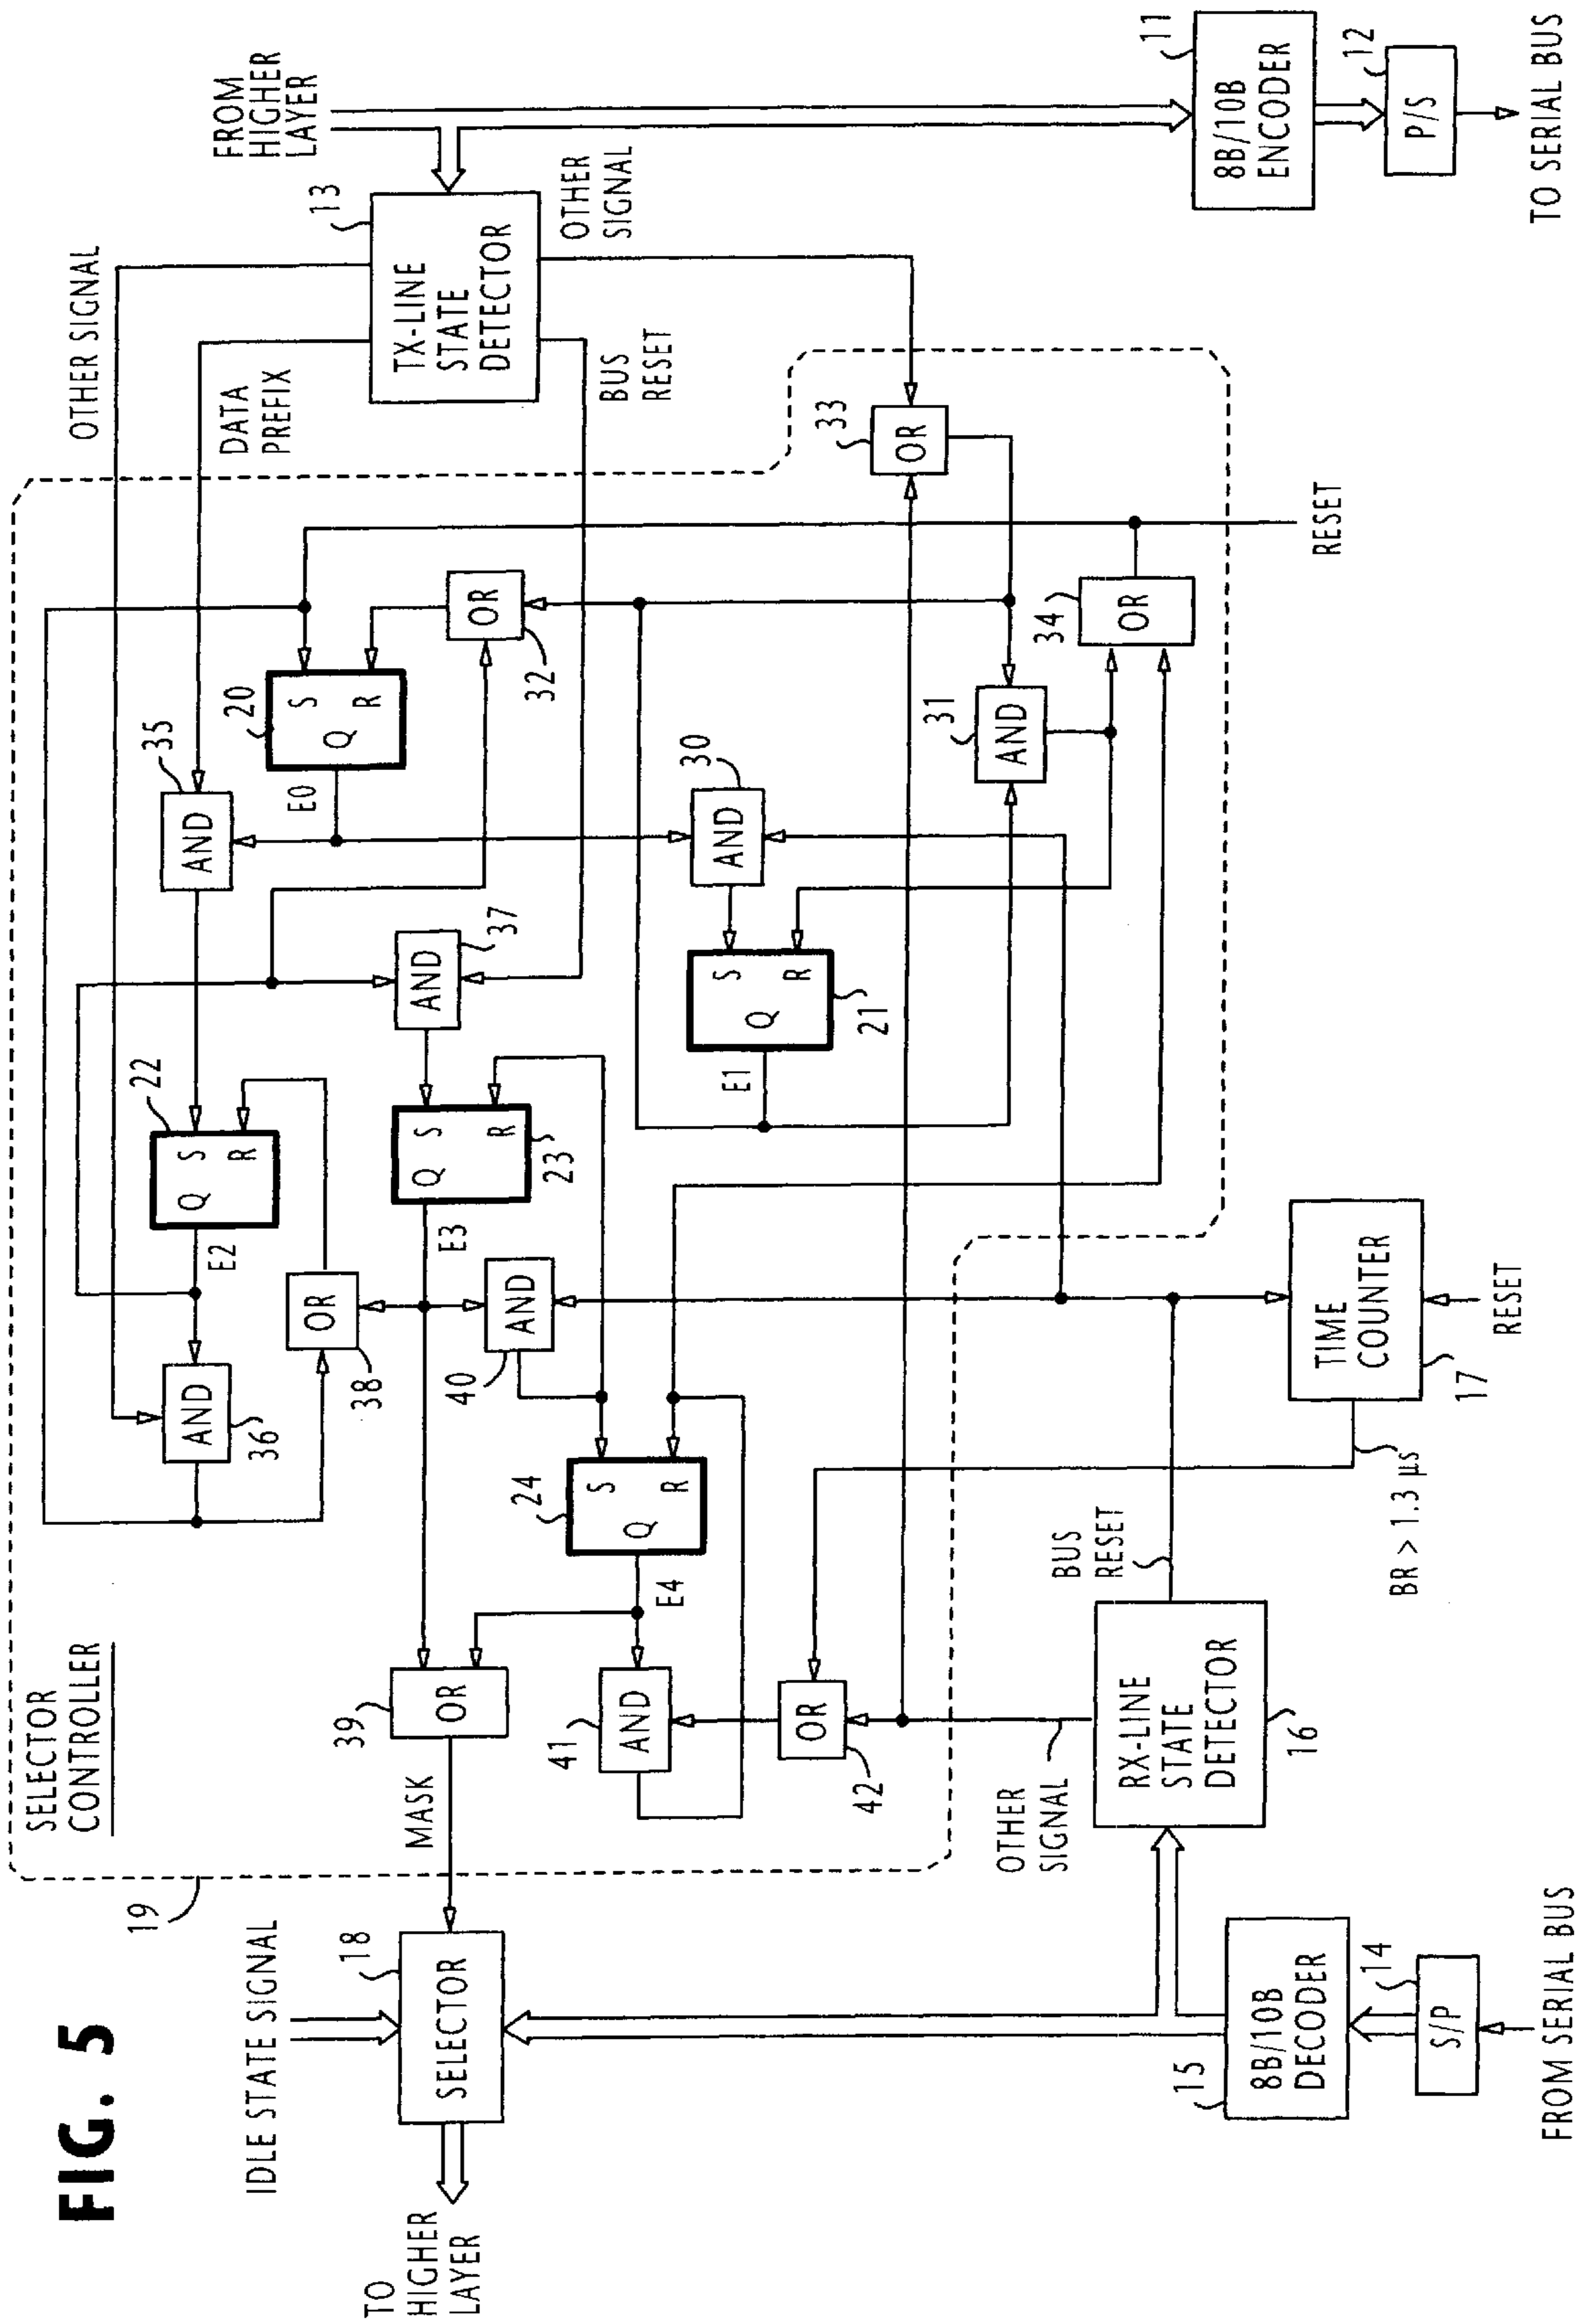 FIG. 5
SELECTOR
CONTROLLER
19
OTHER SIGNAL
DATA
PREFIX
FROM
HIGHER
LAYER
13
TX-LINE
STATE
DETECTOR
OTHER
SIGNAL
BUS
RESET
11
8B/10B
ENCODER
12
P/S
TO SERIAL BUS
35
AND
20
S
R
Q
E0
OR
32
33
OR
RESET
34
OR
31
AND
30
AND
37
AND
22
S
R
Q
E2
36
AND
38
OR
23
S
R
Q
E3
21
S
R
Q
E1
40
AND
24
S
R
Q
E4
39
OR
MASK
41
AND
42
OR
IDLE STATE SIGNAL
18
SELECTOR
TO
HIGHER
LAYER
OTHER
SIGNAL
BUS
RESET
RX-LINE
STATE
DETECTOR
16
BR > 1.3 µs
TIME
COUNTER
17
RESET
15
8B/10B
DECODER
14
S/P
FROM SERIAL BUS